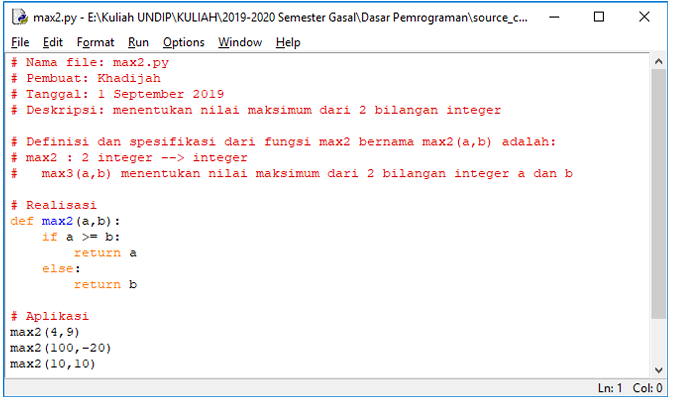 max2.py - E:\Kuliah UNDIP\KULIAH\2019-2020 Semester Gasal\Dasar Pemrograman\source_c...
File Edit Format Run Options Window Help
# Nama file: max2.py
# Pembuat: Khadijah
# Tanggal: 1 September 2019
# Deskripsi: menentukan nilai maksimum dari 2 bilangan integer
# Definisi dan spesifikasi dari fungsi max2 bernama max2(a,b) adalah:
# max2 : 2 integer --> integer
#   max3(a,b) menentukan nilai maksimum dari 2 bilangan integer a dan b
# Realisasi
def max2(a,b):
    if a >= b:
        return a
    else:
        return b
# Aplikasi
max2(4,9)
max2(100,-20)
max2(10,10)
Ln: 1 Col: 0